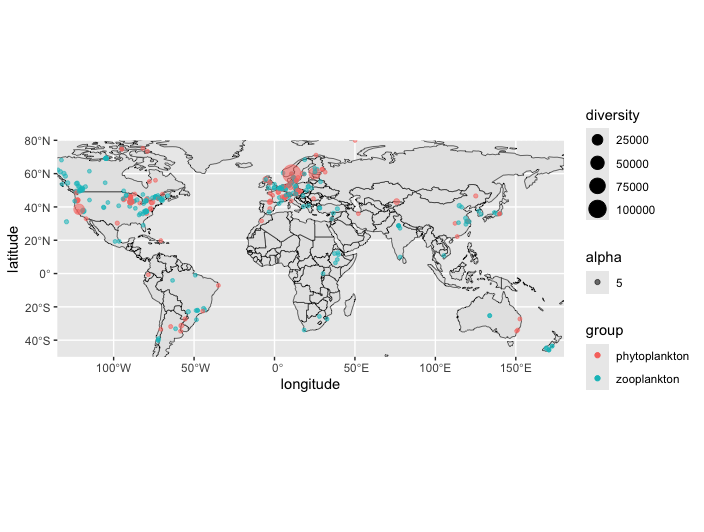 80°N
60°N
40°N
20°N
0°
20°S
40°S
latitude
100°W
50°W
0°
50°E
100°E
150°E
longitude
diversity
25000
50000
75000
100000
alpha
5
group
phytoplankton
zooplankton